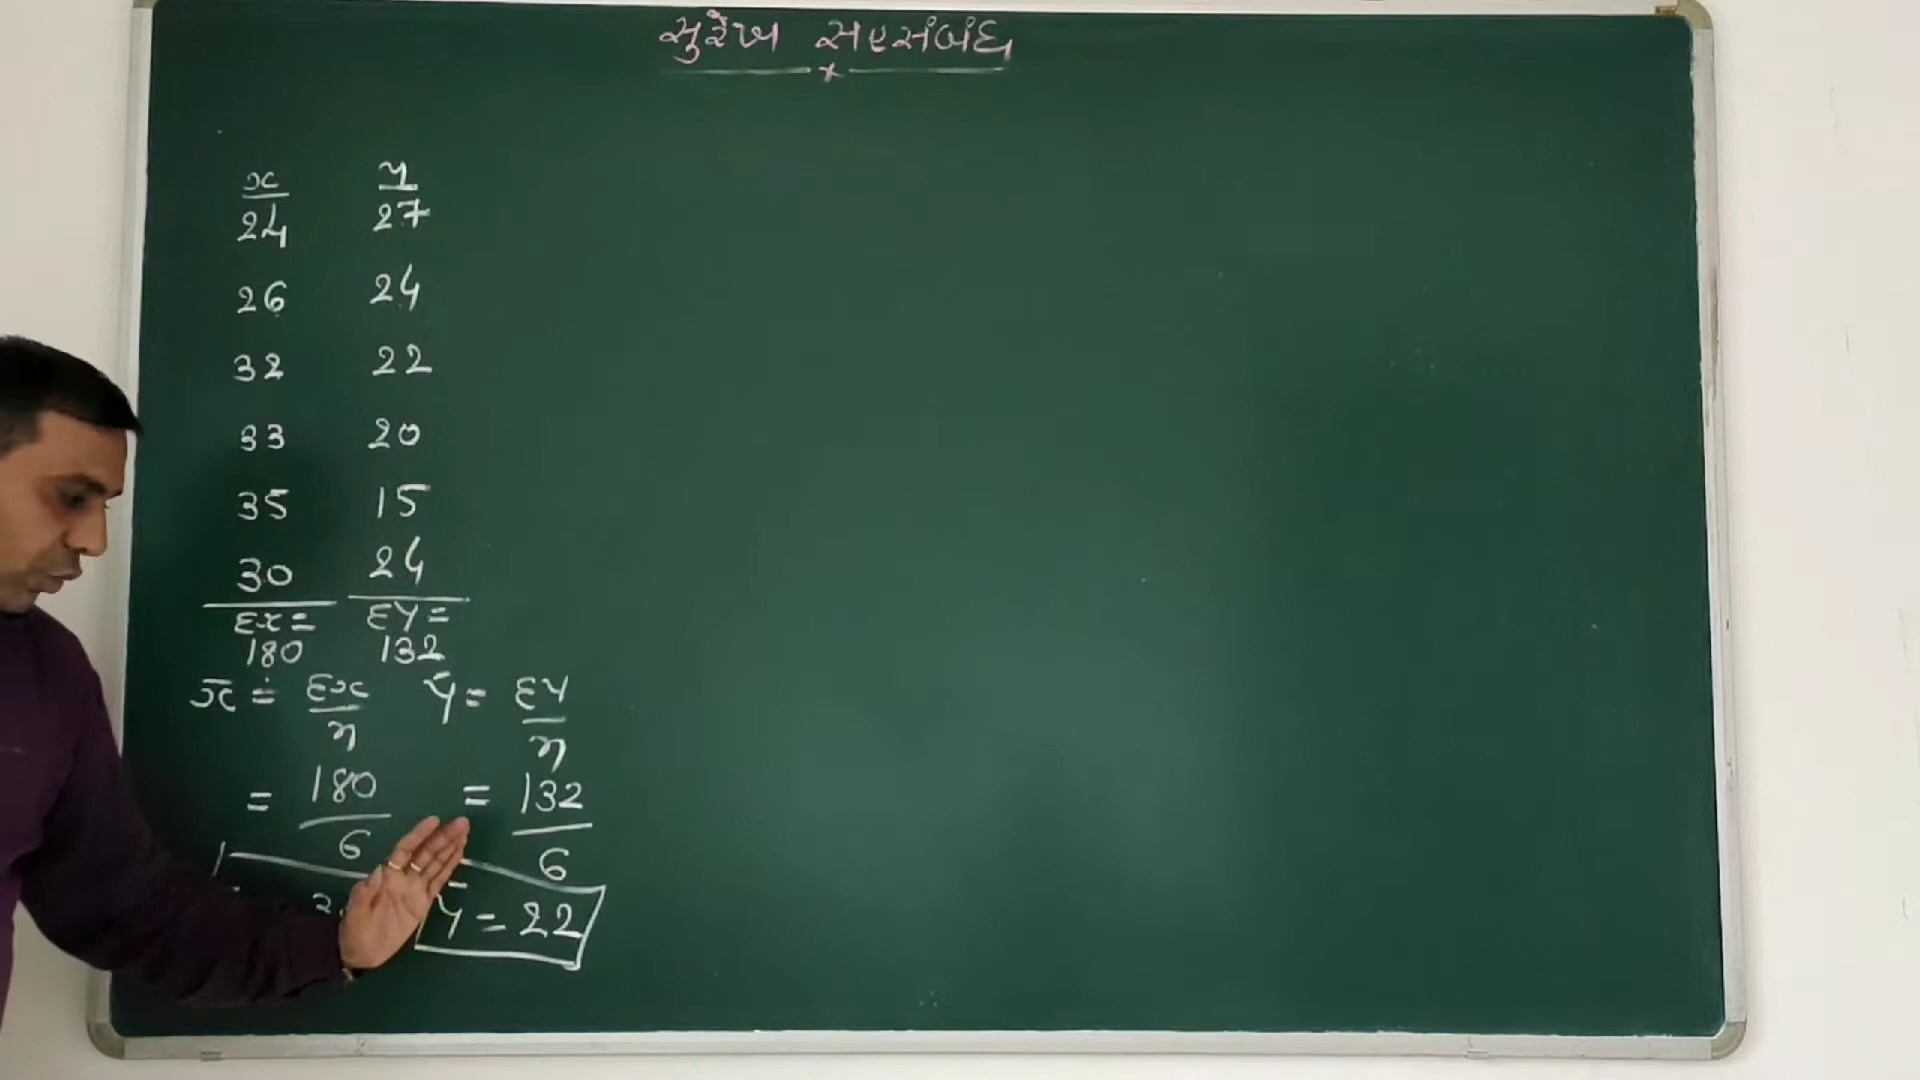 સુરેખ સહસંબંધ
x y
24 27
26 24
32 22
33 20
35 15
30 24
Σx = Σy =
180 132
x̄ = Σx/n ȳ = Σy/n
= 180/6 = 132/6
ȳ = 22